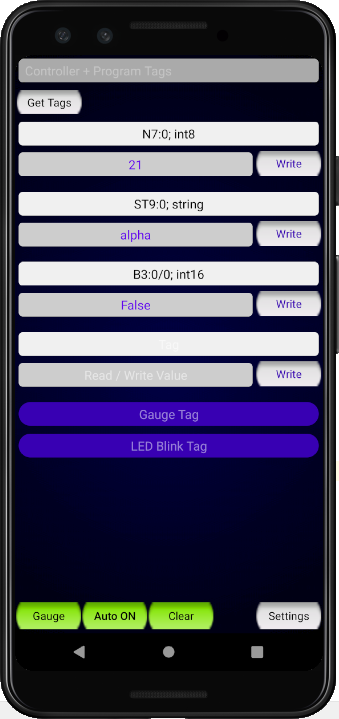 Controller + Program Tags
Get Tags
N7:0; int8
21 Write
ST9:0; string
alpha Write
B3:0/0; int16
False Write
Tag
Read / Write Value Write
Gauge Tag
LED Blink Tag
Gauge Auto ON Clear Settings